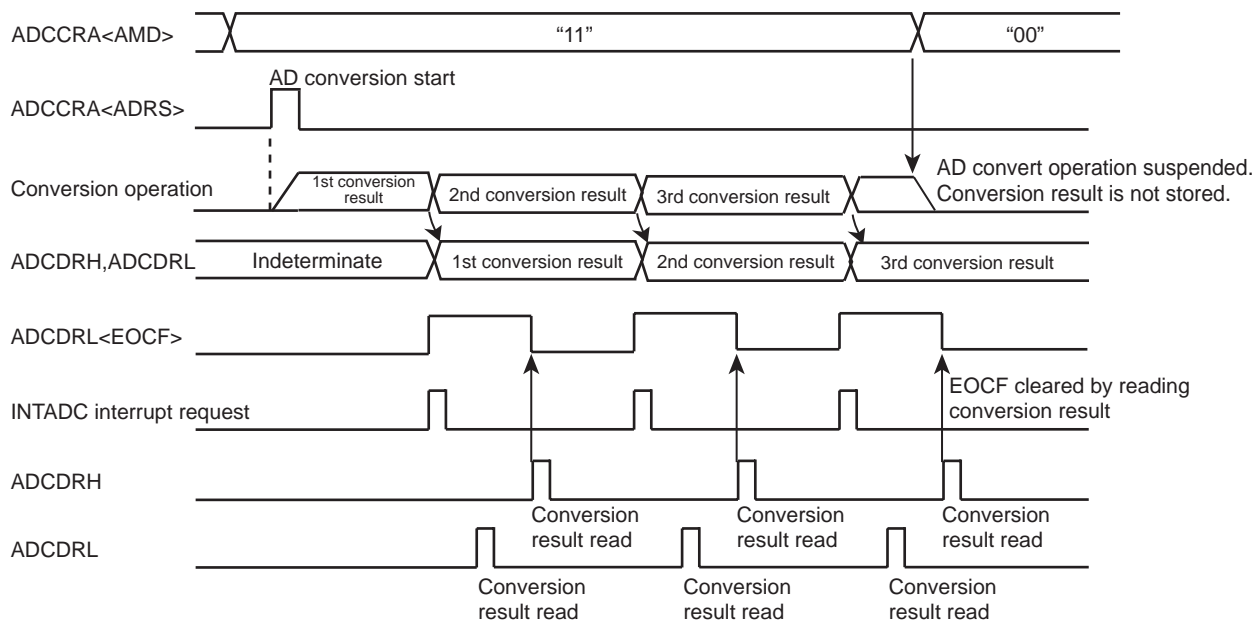 ADCCRA<AMD>
“11”
“00”
AD conversion start
ADCCRA<ADRS>
Conversion operation
1st conversion
result
2nd conversion result
3rd conversion result
AD convert operation suspended.
Conversion result is not stored.
ADCDRH,ADCDRL
Indeterminate
1st conversion result
2nd conversion result
3rd conversion result
ADCDRL<EOCF>
EOCF cleared by reading
conversion result
INTADC interrupt request
ADCDRH
Conversion
result read
Conversion
result read
Conversion
result read
ADCDRL
Conversion
result read
Conversion
result read
Conversion
result read